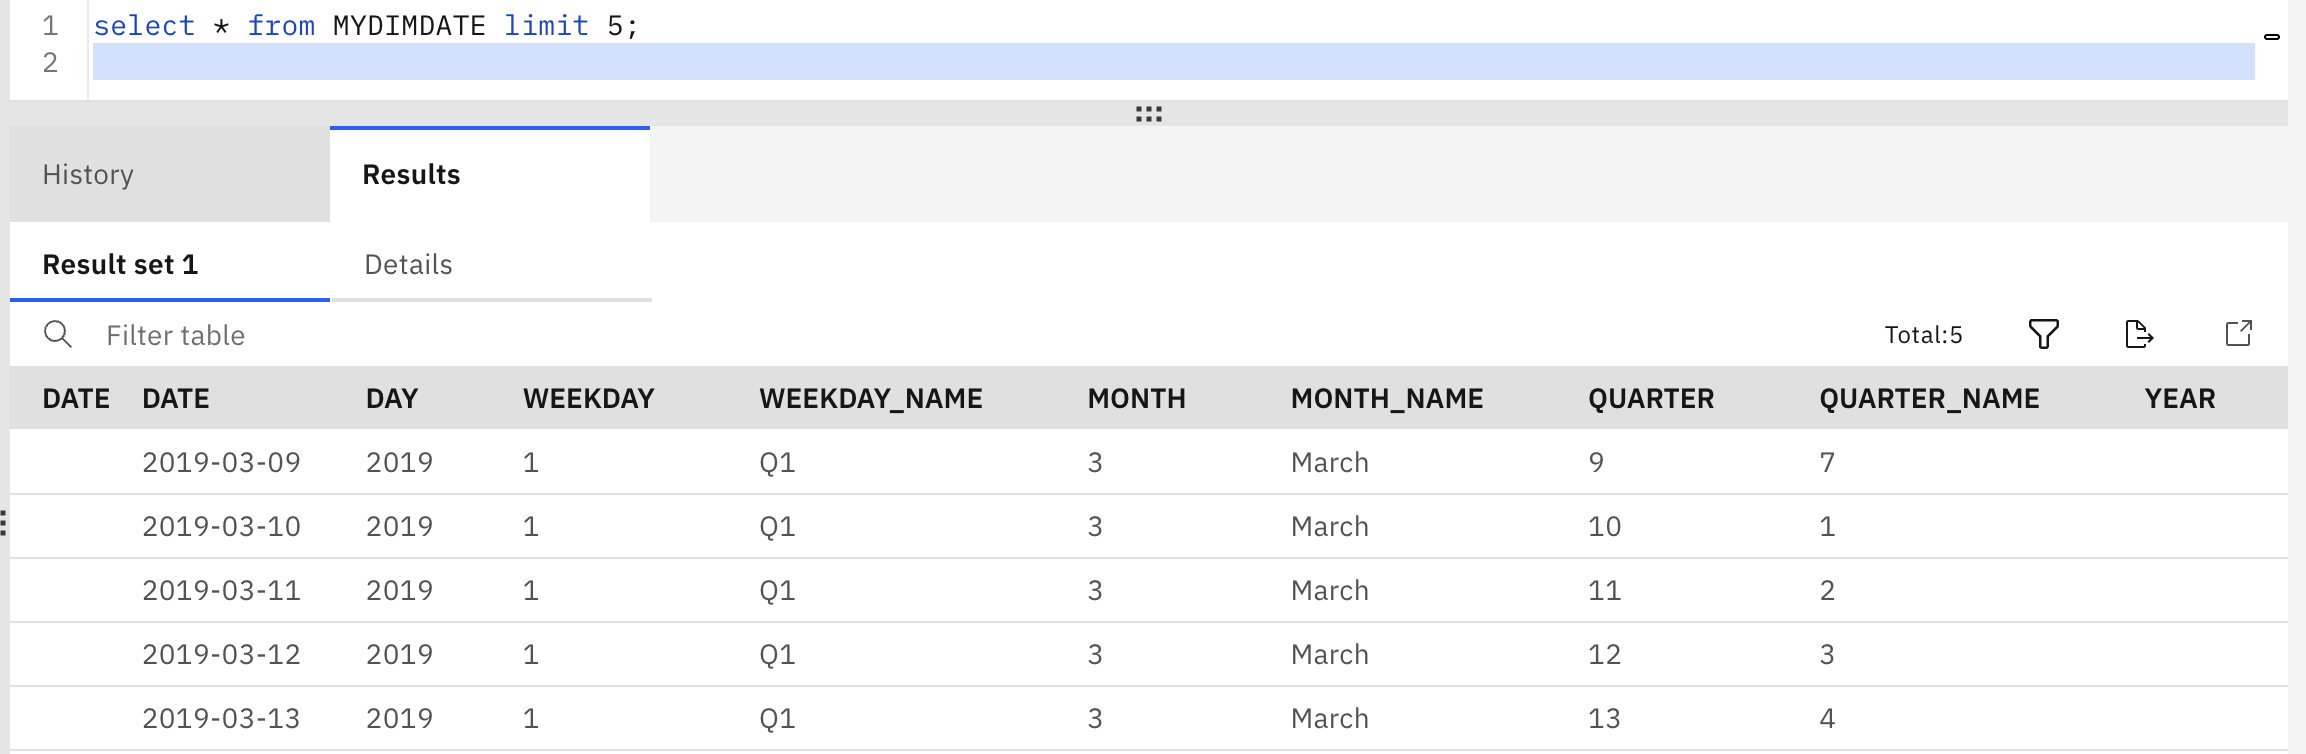 1 select * from MYDIMDATE limit 5;
2
History Results
Result set 1 Details
Filter table Total:5
DATE DATE DAY WEEKDAY WEEKDAY_NAME MONTH MONTH_NAME QUARTER QUARTER_NAME YEAR
2019-03-09 2019 1 Q1 3 March 9 7
2019-03-10 2019 1 Q1 3 March 10 1
2019-03-11 2019 1 Q1 3 March 11 2
2019-03-12 2019 1 Q1 3 March 12 3
2019-03-13 2019 1 Q1 3 March 13 4